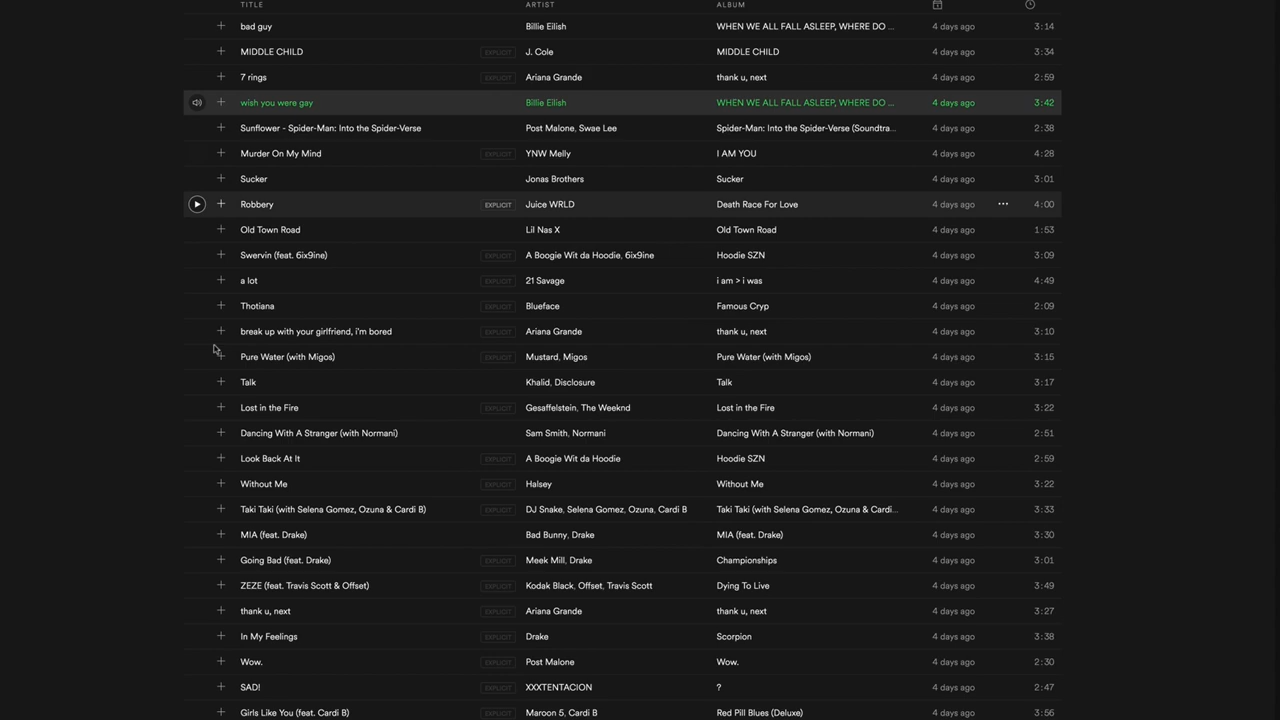 TITLE ARTIST ALBUM
bad guy Billie Eilish WHEN WE ALL FALL ASLEEP, WHERE DO ... 4 days ago 3:14
MIDDLE CHILD EXPLICIT J. Cole MIDDLE CHILD 4 days ago 3:34
7 rings EXPLICIT Ariana Grande thank u, next 4 days ago 2:59
wish you were gay Billie Eilish WHEN WE ALL FALL ASLEEP, WHERE DO ... 4 days ago 3:42
Sunflower - Spider-Man: Into the Spider-Verse Post Malone, Swae Lee Spider-Man: Into the Spider-Verse (Soundtra... 4 days ago 2:38
Murder On My Mind EXPLICIT YNW Melly I AM YOU 4 days ago 4:28
Sucker Jonas Brothers Sucker 4 days ago 3:01
Robbery EXPLICIT Juice WRLD Death Race For Love 4 days ago ... 4:00
Old Town Road Lil Nas X Old Town Road 4 days ago 1:53
Swervin (feat. 6ix9ine) EXPLICIT A Boogie Wit da Hoodie, 6ix9ine Hoodie SZN 4 days ago 3:09
a lot EXPLICIT 21 Savage i am > i was 4 days ago 4:49
Thotiana EXPLICIT Blueface Famous Cryp 4 days ago 2:09
break up with your girlfriend, i'm bored EXPLICIT Ariana Grande thank u, next 4 days ago 3:10
Pure Water (with Migos) EXPLICIT Mustard, Migos Pure Water (with Migos) 4 days ago 3:15
Talk Khalid, Disclosure Talk 4 days ago 3:17
Lost in the Fire EXPLICIT Gesaffelstein, The Weeknd Lost in the Fire 4 days ago 3:22
Dancing With A Stranger (with Normani) Sam Smith, Normani Dancing With A Stranger (with Normani) 4 days ago 2:51
Look Back At It EXPLICIT A Boogie Wit da Hoodie Hoodie SZN 4 days ago 2:59
Without Me EXPLICIT Halsey Without Me 4 days ago 3:22
Taki Taki (with Selena Gomez, Ozuna & Cardi B) EXPLICIT DJ Snake, Selena Gomez, Ozuna, Cardi B Taki Taki (with Selena Gomez, Ozuna & Cardi... 4 days ago 3:33
MIA (feat. Drake) Bad Bunny, Drake MIA (feat. Drake) 4 days ago 3:30
Going Bad (feat. Drake) EXPLICIT Meek Mill, Drake Championships 4 days ago 3:01
ZEZE (feat. Travis Scott & Offset) EXPLICIT Kodak Black, Offset, Travis Scott Dying To Live 4 days ago 3:49
thank u, next EXPLICIT Ariana Grande thank u, next 4 days ago 3:27
In My Feelings EXPLICIT Drake Scorpion 4 days ago 3:38
Wow. EXPLICIT Post Malone Wow. 4 days ago 2:30
SAD! EXPLICIT XXXTENTACION ? 4 days ago 2:47
Girls Like You (feat. Cardi B) EXPLICIT Maroon 5, Cardi B Red Pill Blues (Deluxe) 4 days ago 3:56